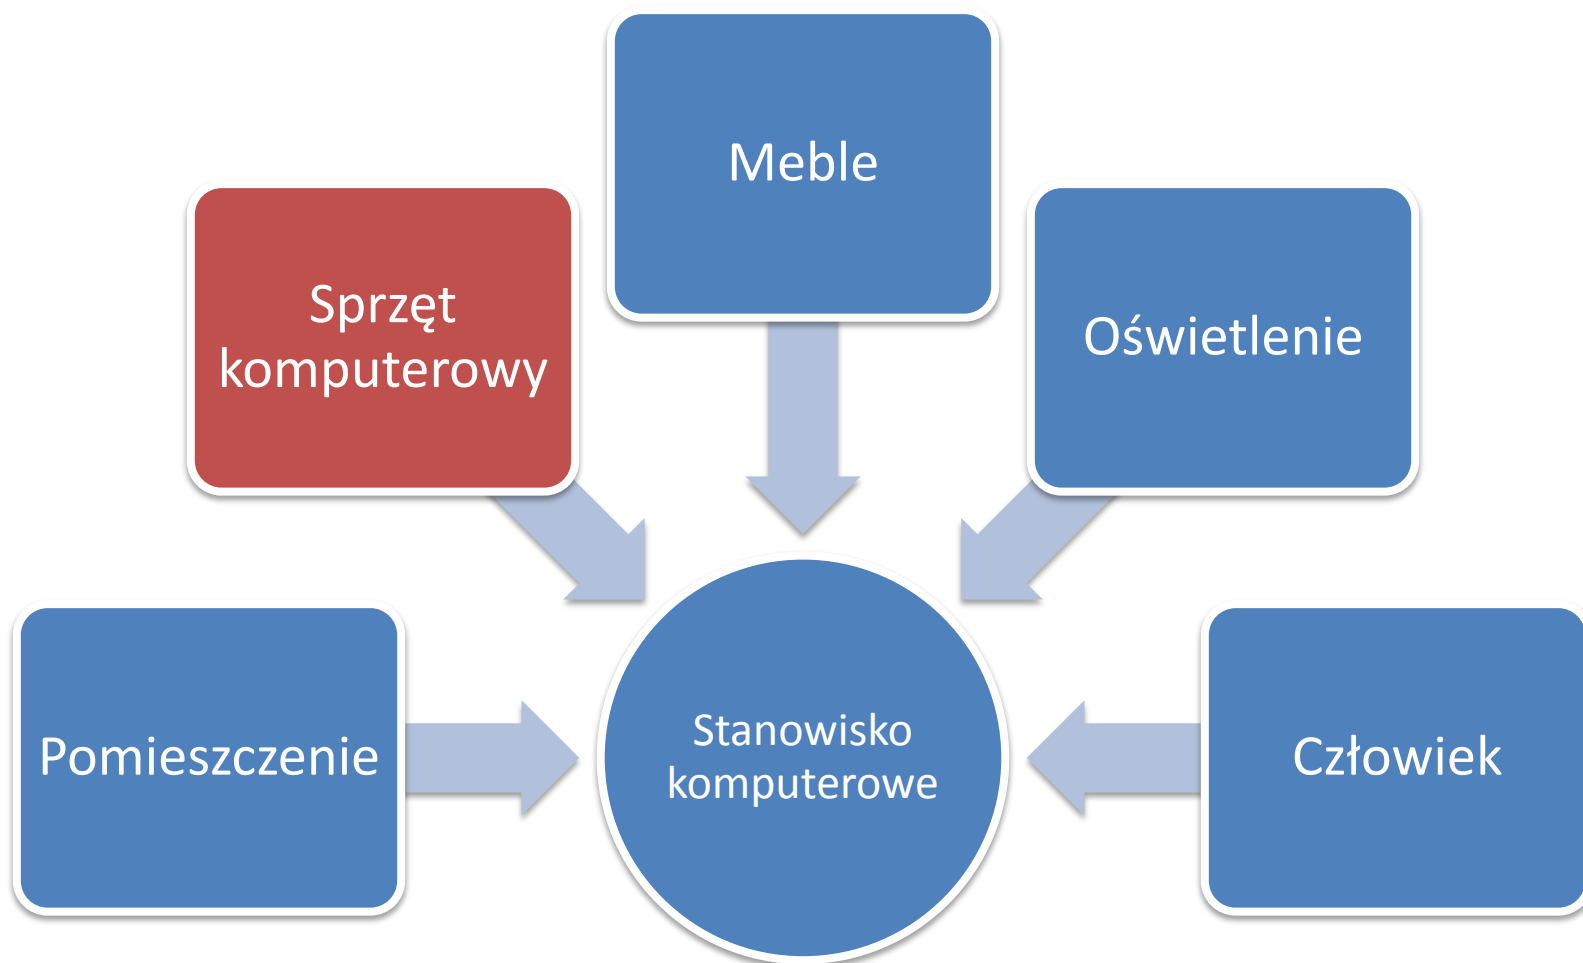 Meble
Sprzęt
komputerowy
Oświetlenie
Pomieszczenie
Stanowisko
komputerowe
Człowiek